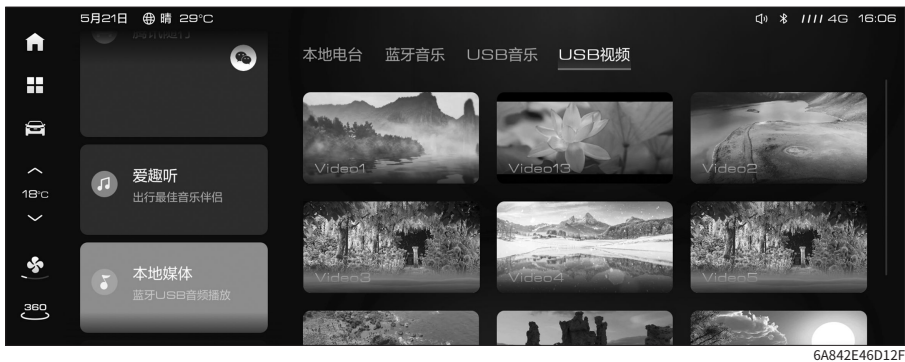 5月21日 晴 29°C
4G 16:06
本地电台 蓝牙音乐 USB音乐 USB视频
Video1 Video13 Video2
爱趣听
出行最佳音乐伴侣
18°C
Video3 Video4 Video5
本地媒体
蓝牙USB音频播放
360
6A842E46D12F